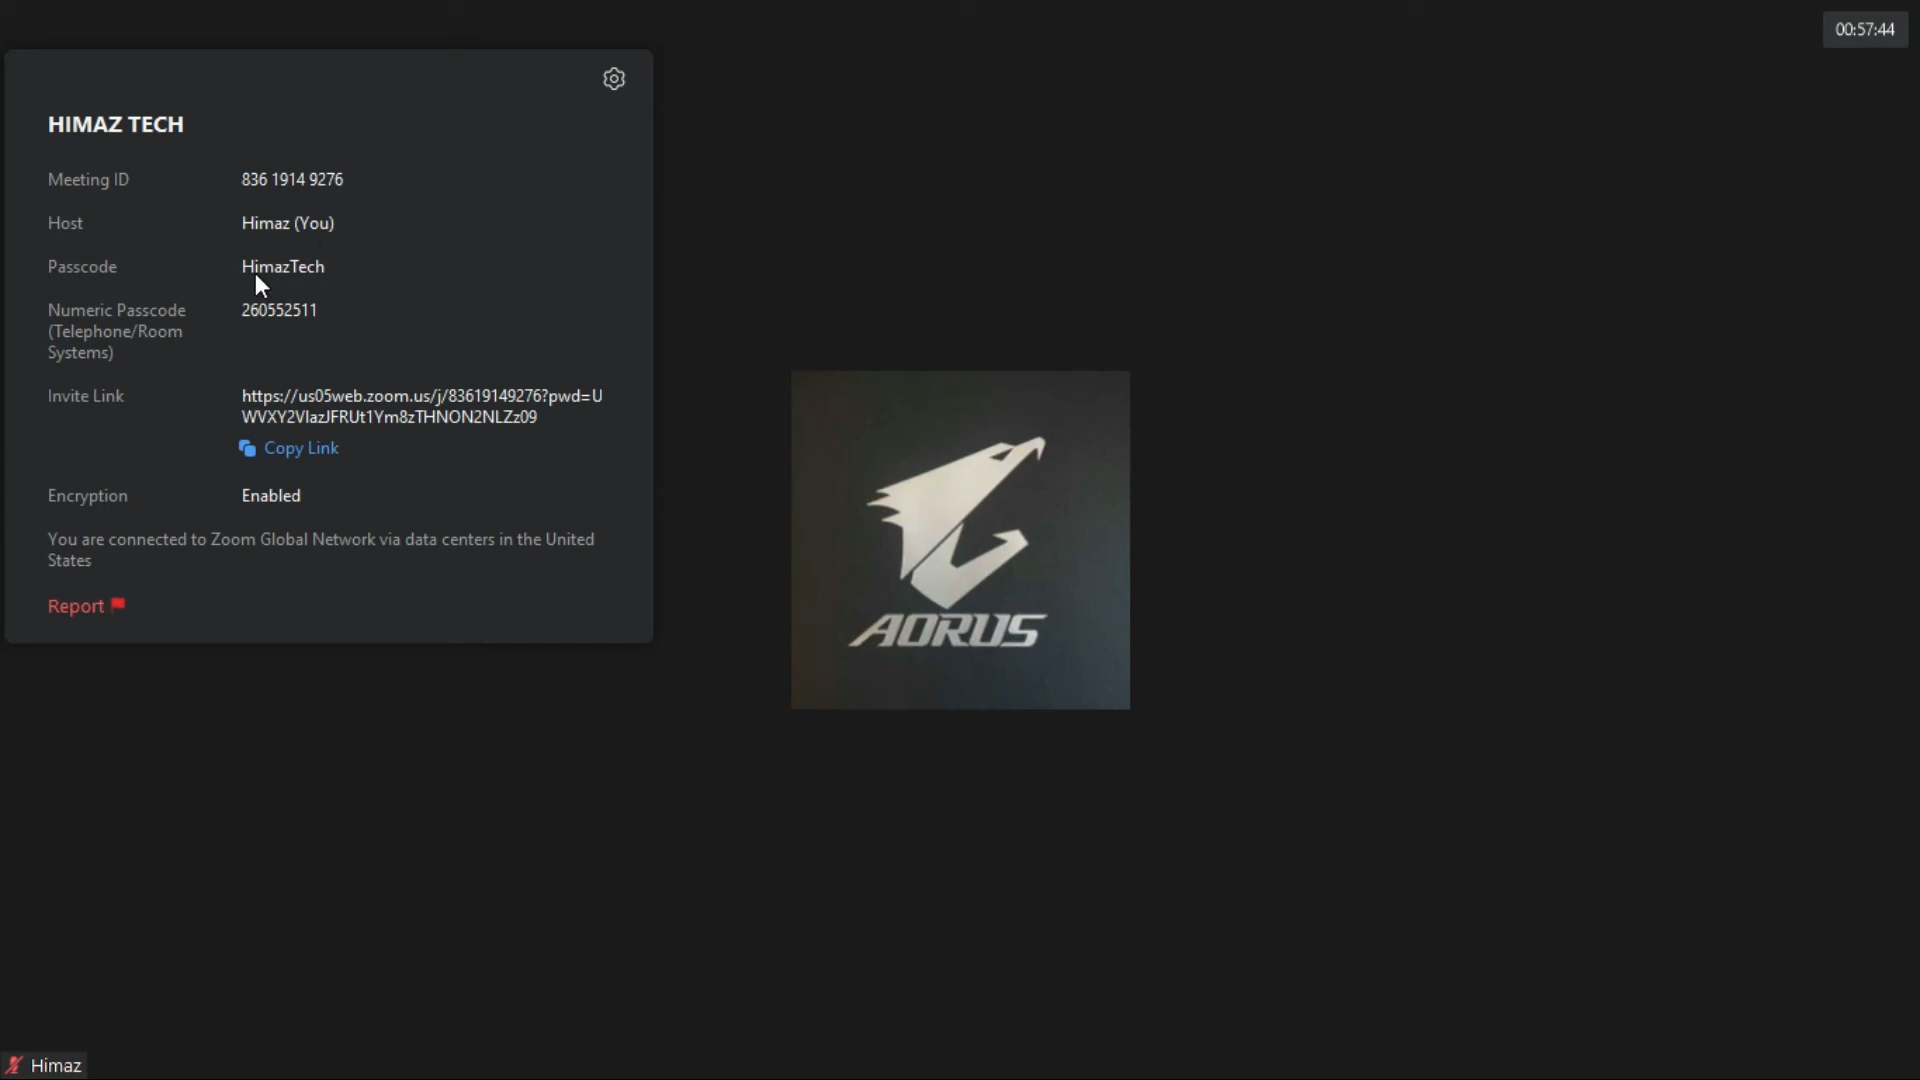 00:57:44
HIMAZ TECH
Meeting ID 836 1914 9276
Host Himaz (You)
Passcode HimazTech
Numeric Passcode 260552511
(Telephone/Room
Systems)
Invite Link https://us05web.zoom.us/j/83619149276?pwd=U
WVXY2VlazJFRUt1Ym8zTHNON2NLZz09
Copy Link
Encryption Enabled
You are connected to Zoom Global Network via data centers in the United
States
Report
AORUS
Himaz